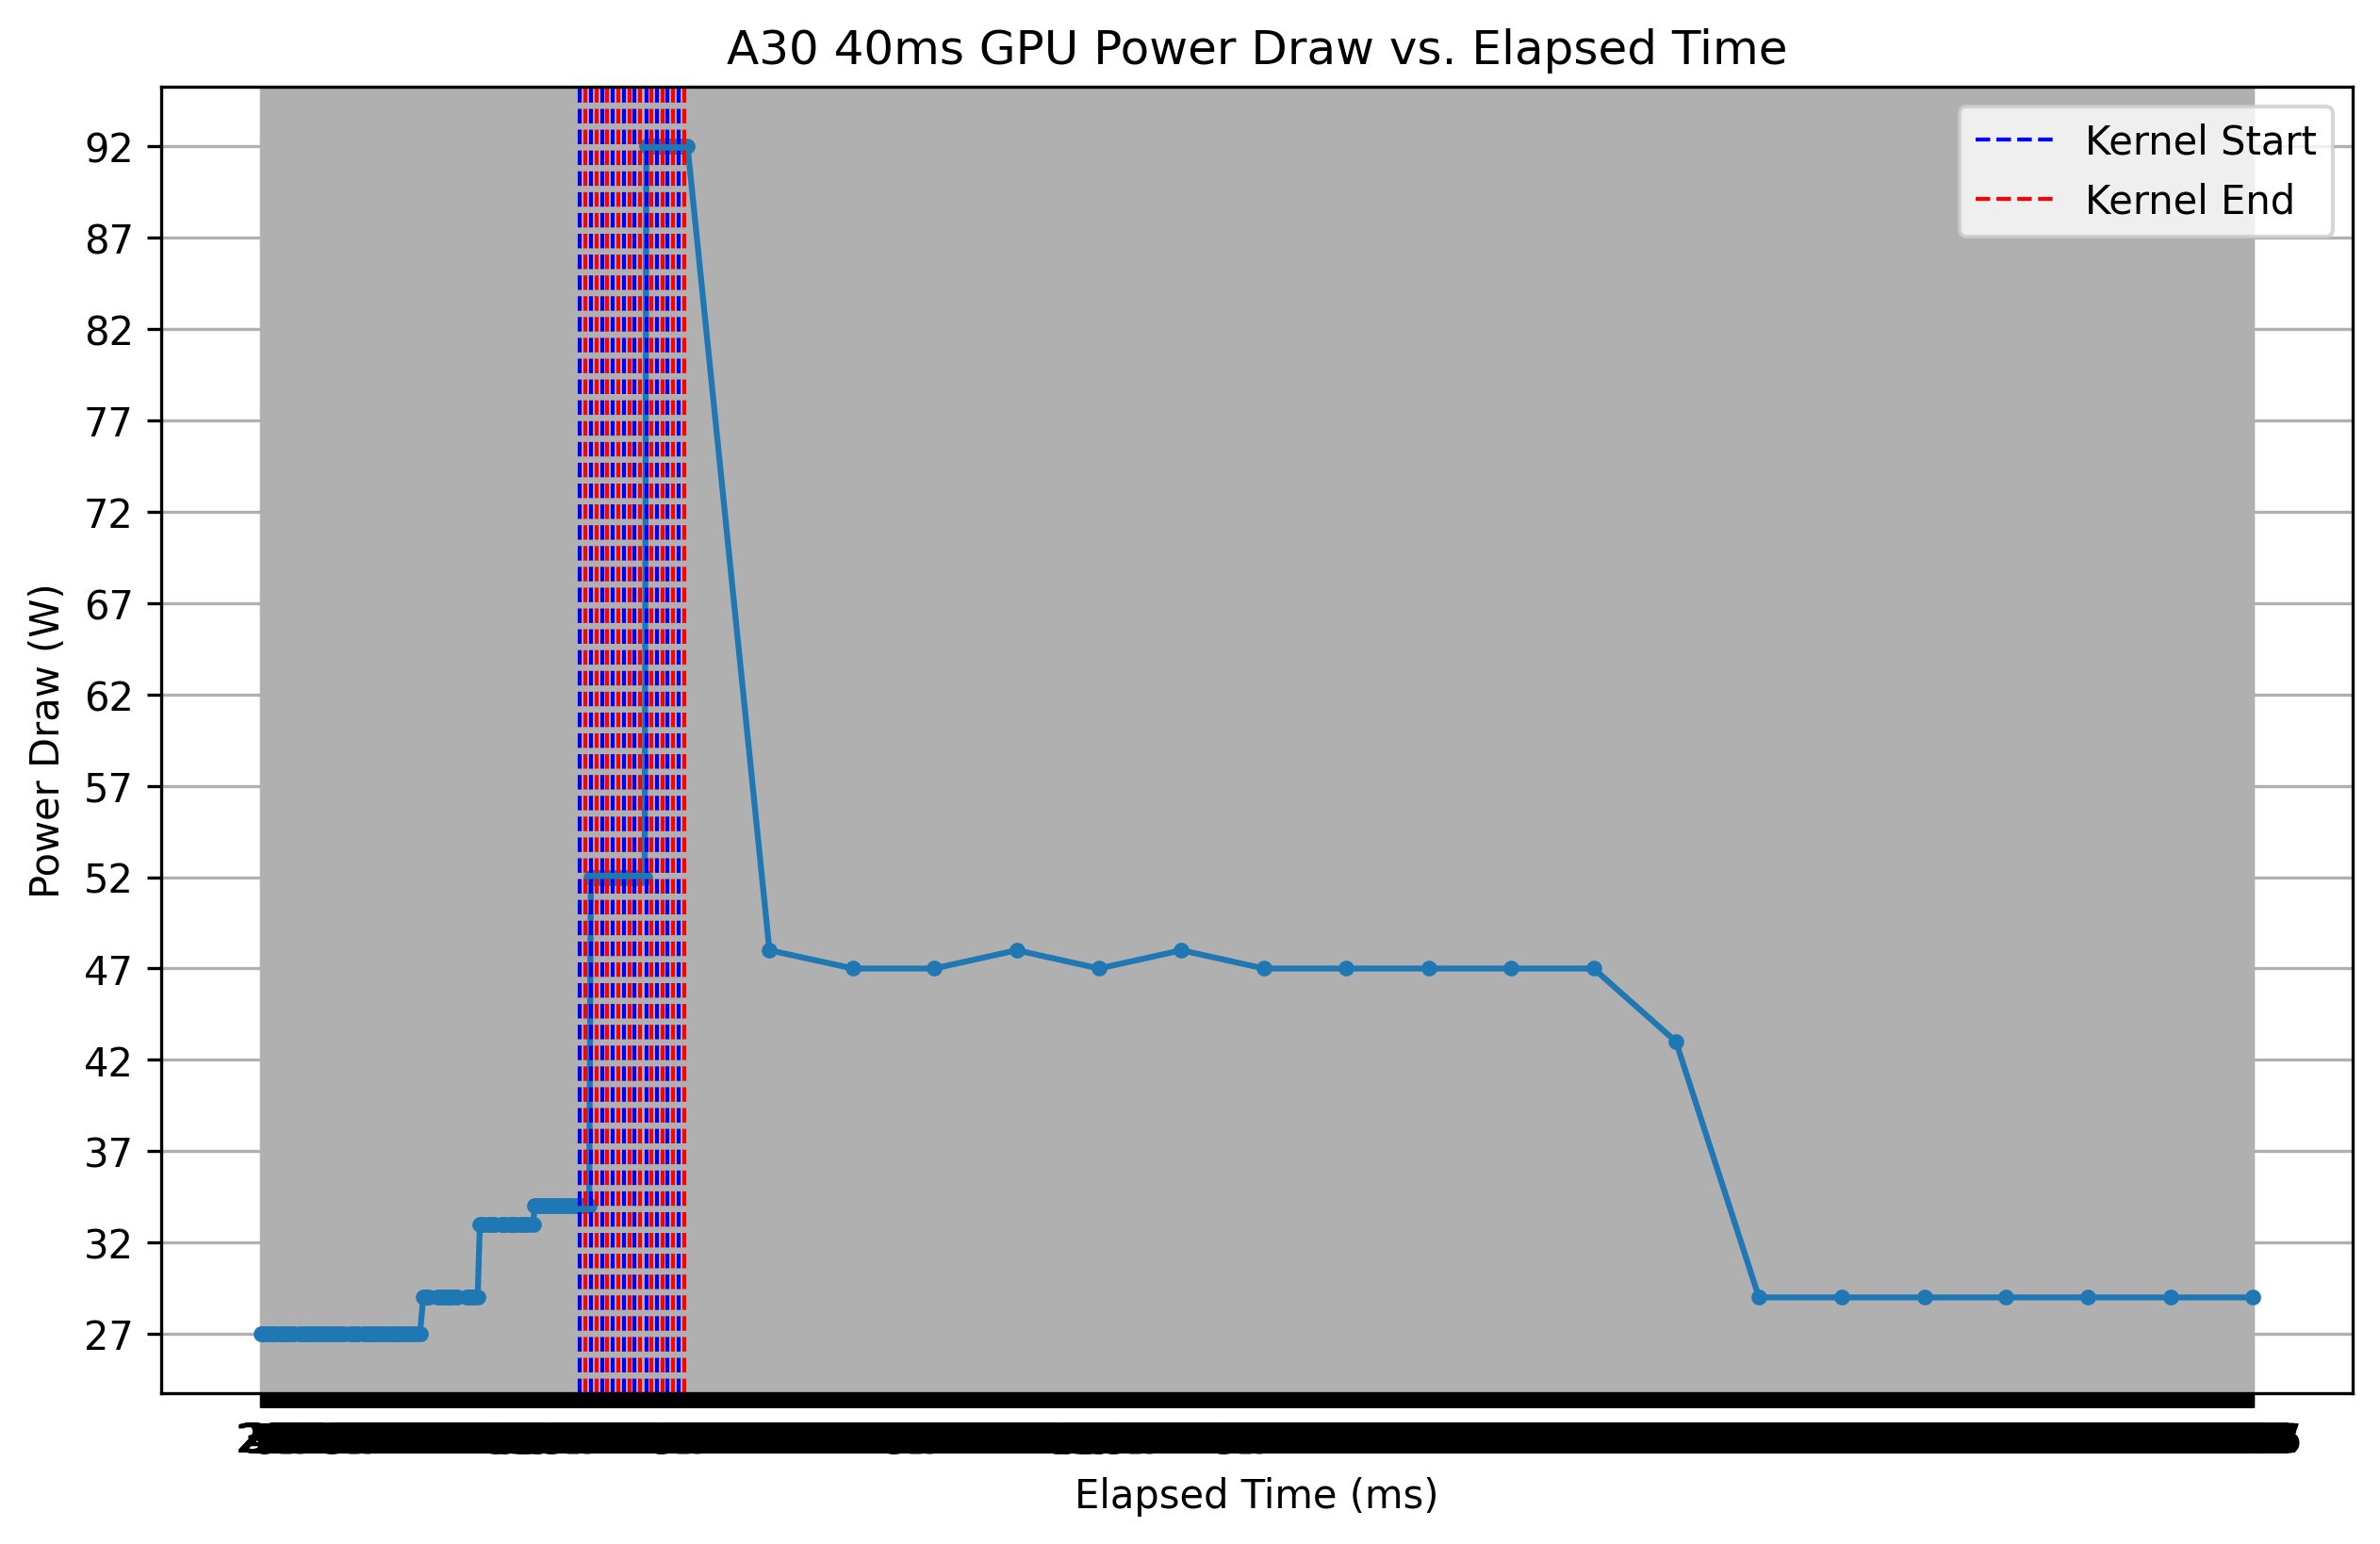 A30 40ms GPU Power Draw vs. Elapsed Time
Kernel Start
Kernel End
92
87
82
77
72
67
62
57
52
47
42
37
32
27
Power Draw (W)
Elapsed Time (ms)